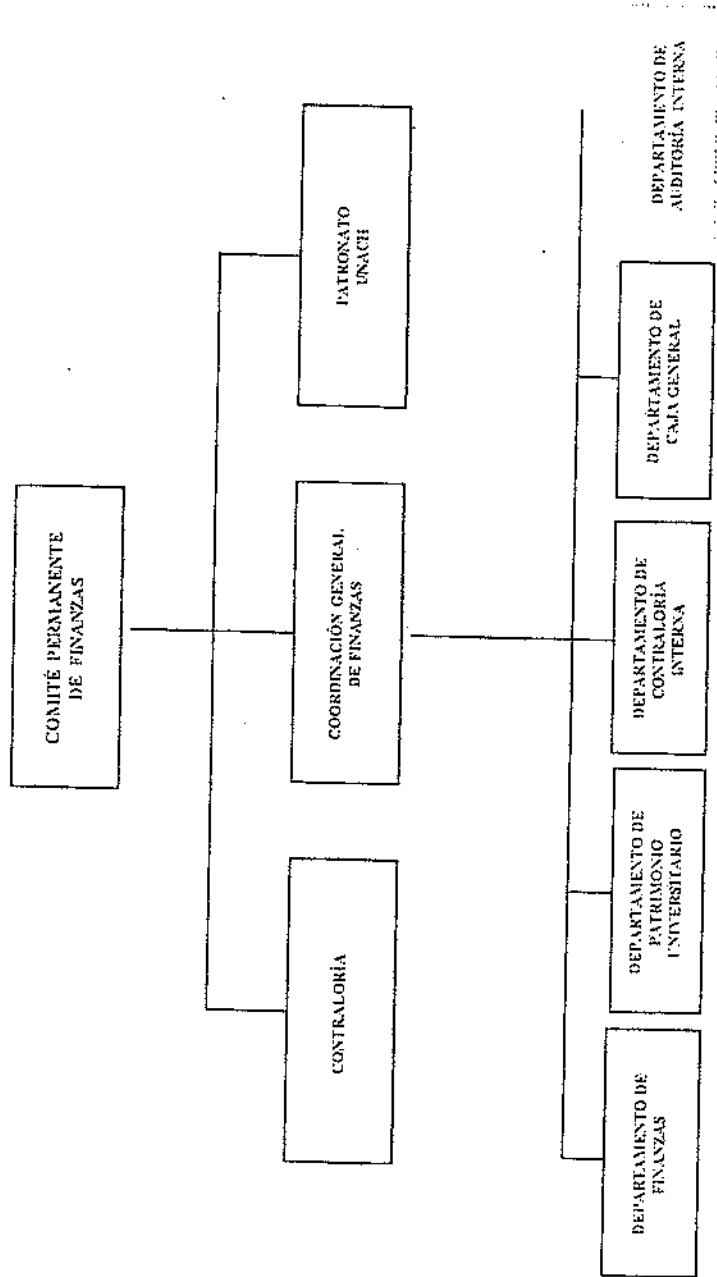 COMITÉ PERMANENTE
DE FINANZAS
CONTRALORÍA
COORDINACIÓN GENERAL
DE FINANZAS
PATRONATO
UNACH
DEPARTAMENTO DE
FINANZAS
DEPARTAMENTO DE
PATRIMONIO
UNIVERSITARIO
DEPARTAMENTO DE
CONTRALORÍA
INTERNA
DEPARTAMENTO DE
CAJA GENERAL
DEPARTAMENTO DE
AUDITORÍA INTERNA